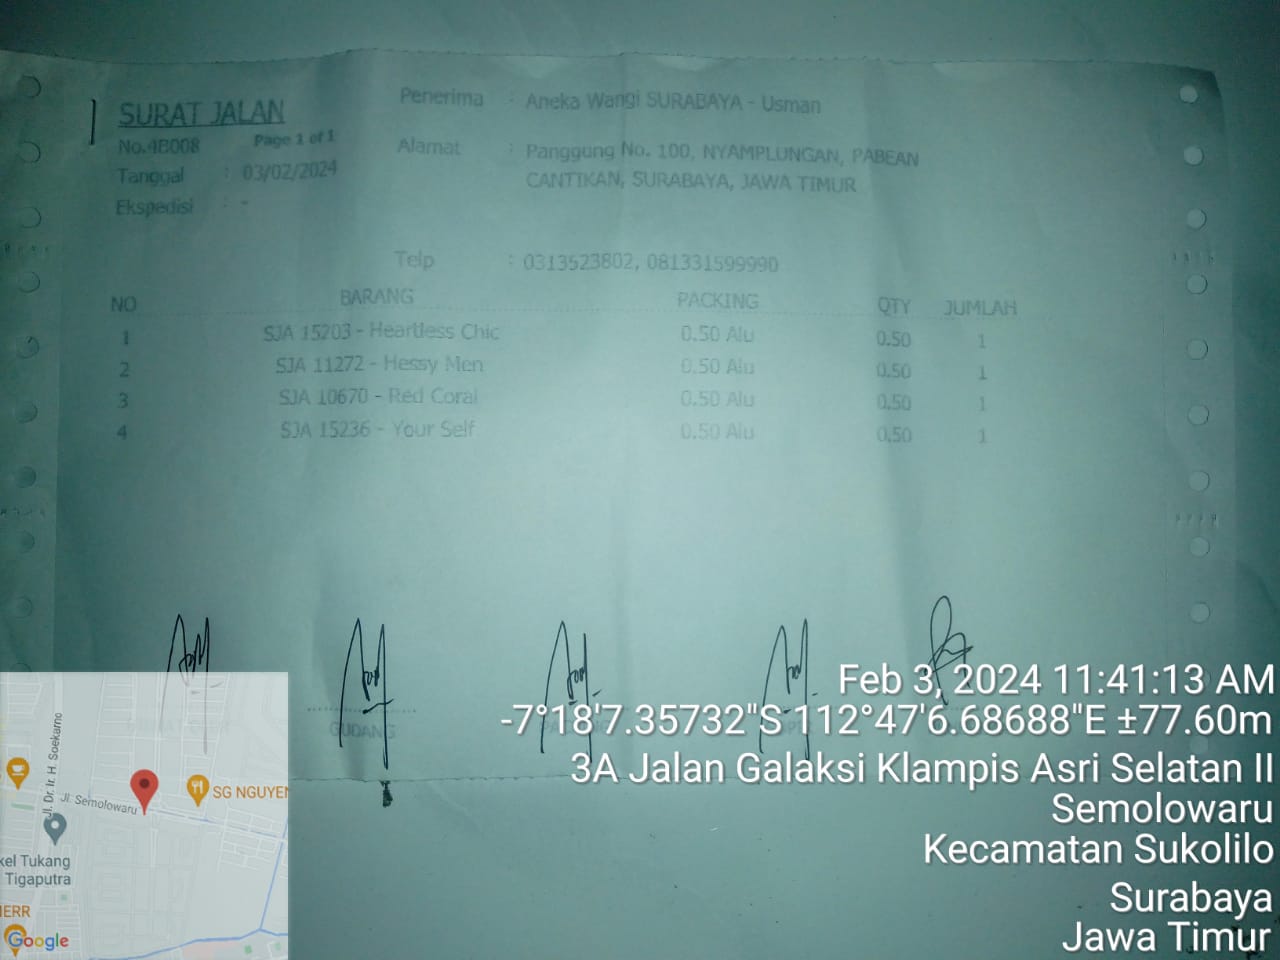 SURAT JALAN
No.4B008 Page 1 of 1
Tanggal : 03/02/2024
Ekspedisi : -
Penerima : Aneka Wangi SURABAYA - Usman
Alamat : Panggung No. 100, NYAMPLUNGAN, PABEAN
CANTIKAN, SURABAYA, JAWA TIMUR
Telp : 0313523802, 081331599990
NO BARANG PACKING QTY JUMLAH
1 SJA 15203 - Heartless Chic 0.50 Alu 0.50 1
2 SJA 11272 - Hessy Men 0.50 Alu 0.50 1
3 SJA 10670 - Red Coral 0.50 Alu 0.50 1
4 SJA 15236 - Your Self 0.50 Alu 0.50 1
GUDANG
Feb 3, 2024 11:41:13 AM
-7°18'7.35732"S 112°47'6.68688"E ±77.60m
3A Jalan Galaksi Klampis Asri Selatan II
Semolowaru
Kecamatan Sukolilo
Surabaya
Jawa Timur
Jl. Dr. Ir. H. Soekarno
Jl. Semolowaru
SG NGUYEN
kel Tukang
Tigaputra
IERR
Google